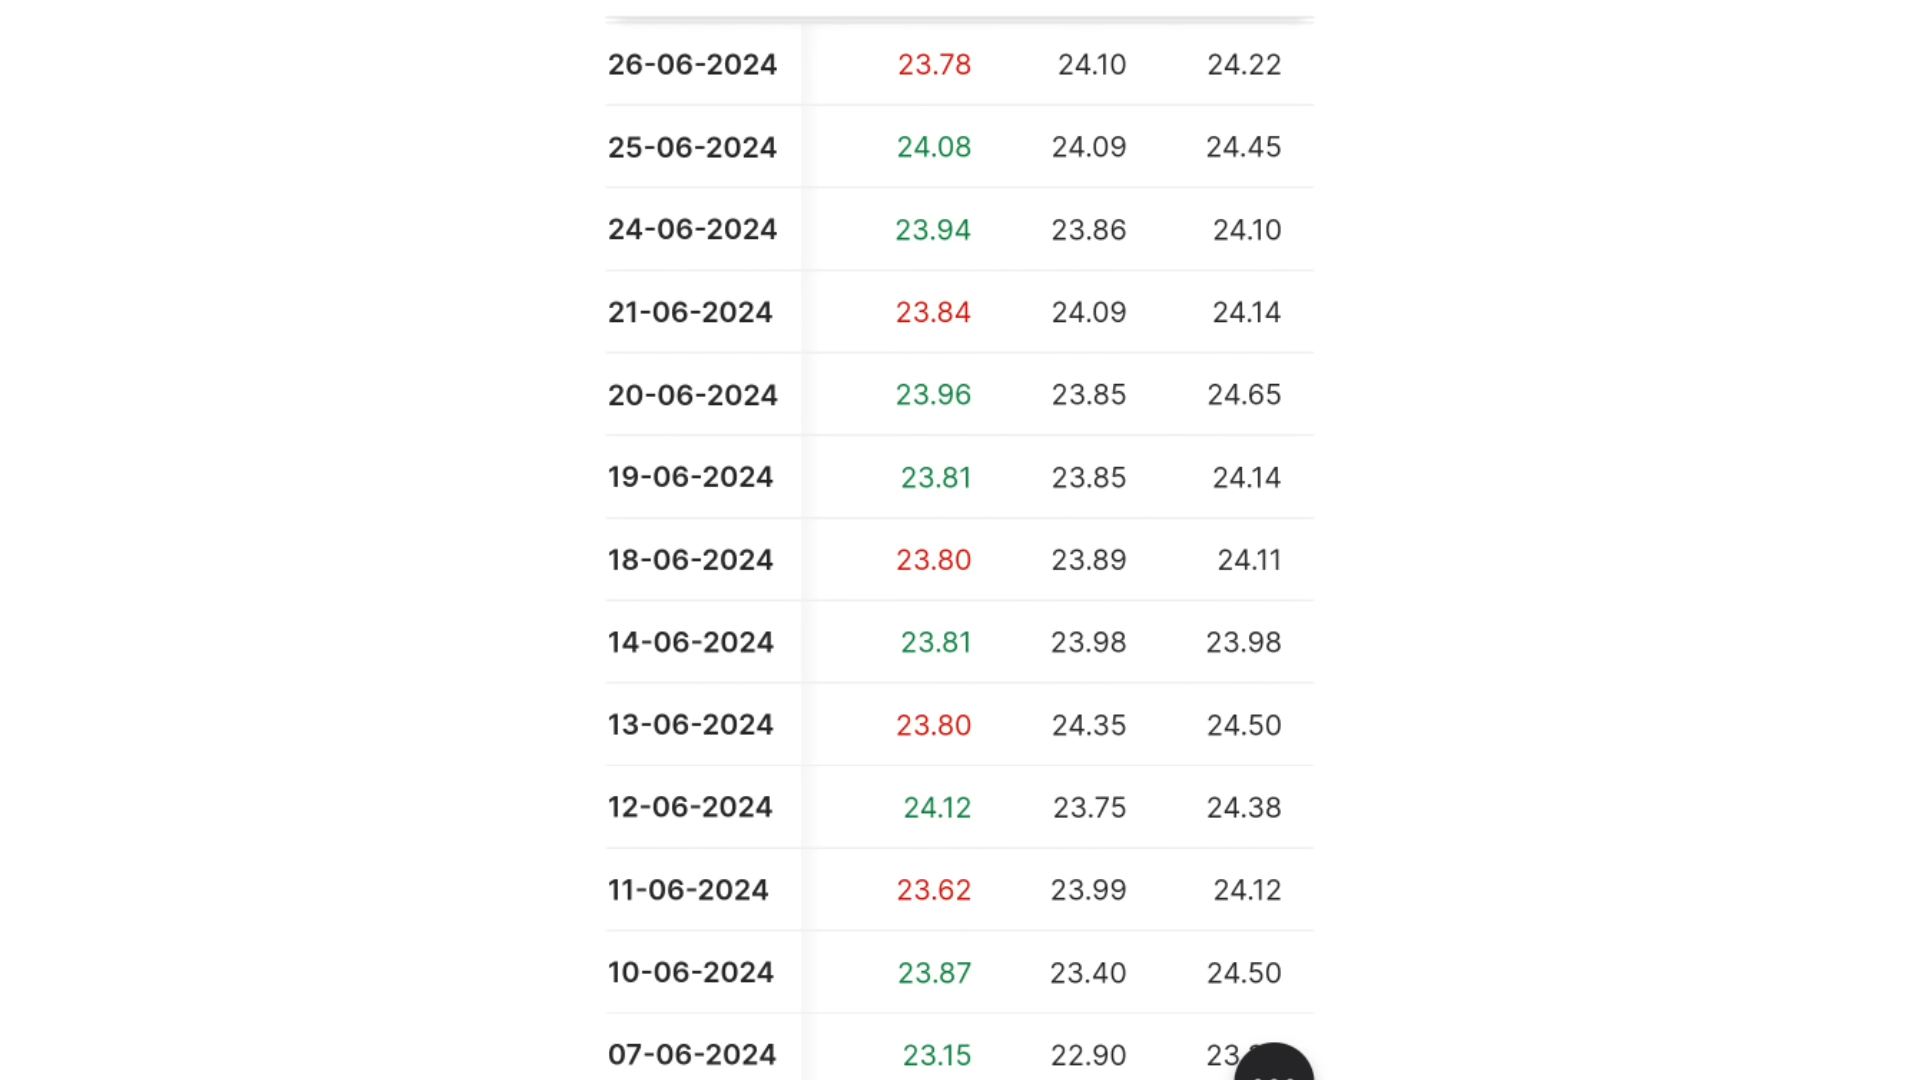 26-06-2024 23.78 24.10 24.22
25-06-2024 24.08 24.09 24.45
24-06-2024 23.94 23.86 24.10
21-06-2024 23.84 24.09 24.14
20-06-2024 23.96 23.85 24.65
19-06-2024 23.81 23.85 24.14
18-06-2024 23.80 23.89 24.11
14-06-2024 23.81 23.98 23.98
13-06-2024 23.80 24.35 24.50
12-06-2024 24.12 23.75 24.38
11-06-2024 23.62 23.99 24.12
10-06-2024 23.87 23.40 24.50
07-06-2024 23.15 22.90